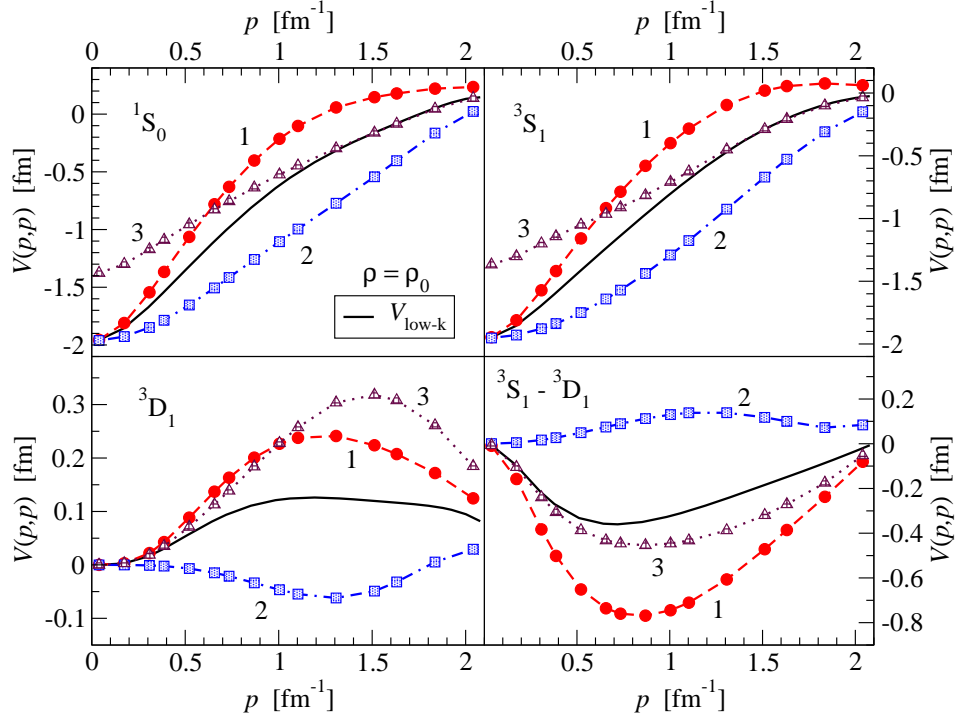 p [fm⁻¹] p [fm⁻¹]
0 0.5 1 1.5 2 0.5 1 1.5 2
V(p,p) [fm]
0
-0.5
-1
-1.5
-2
¹S₀
1
3
2
ρ = ρ₀
V_low-k
³S₁
1
3
2
0
-0.5
-1
-1.5
-2
V(p,p) [fm]
V(p,p) [fm]
0.3
0.2
0.1
0
-0.1
³D₁
3
1
2
³S₁ - ³D₁
2
3
1
0.2
0
-0.2
-0.4
-0.6
-0.8
V(p,p) [fm]
0 0.5 1 1.5 2 0.5 1 1.5 2
p [fm⁻¹] p [fm⁻¹]